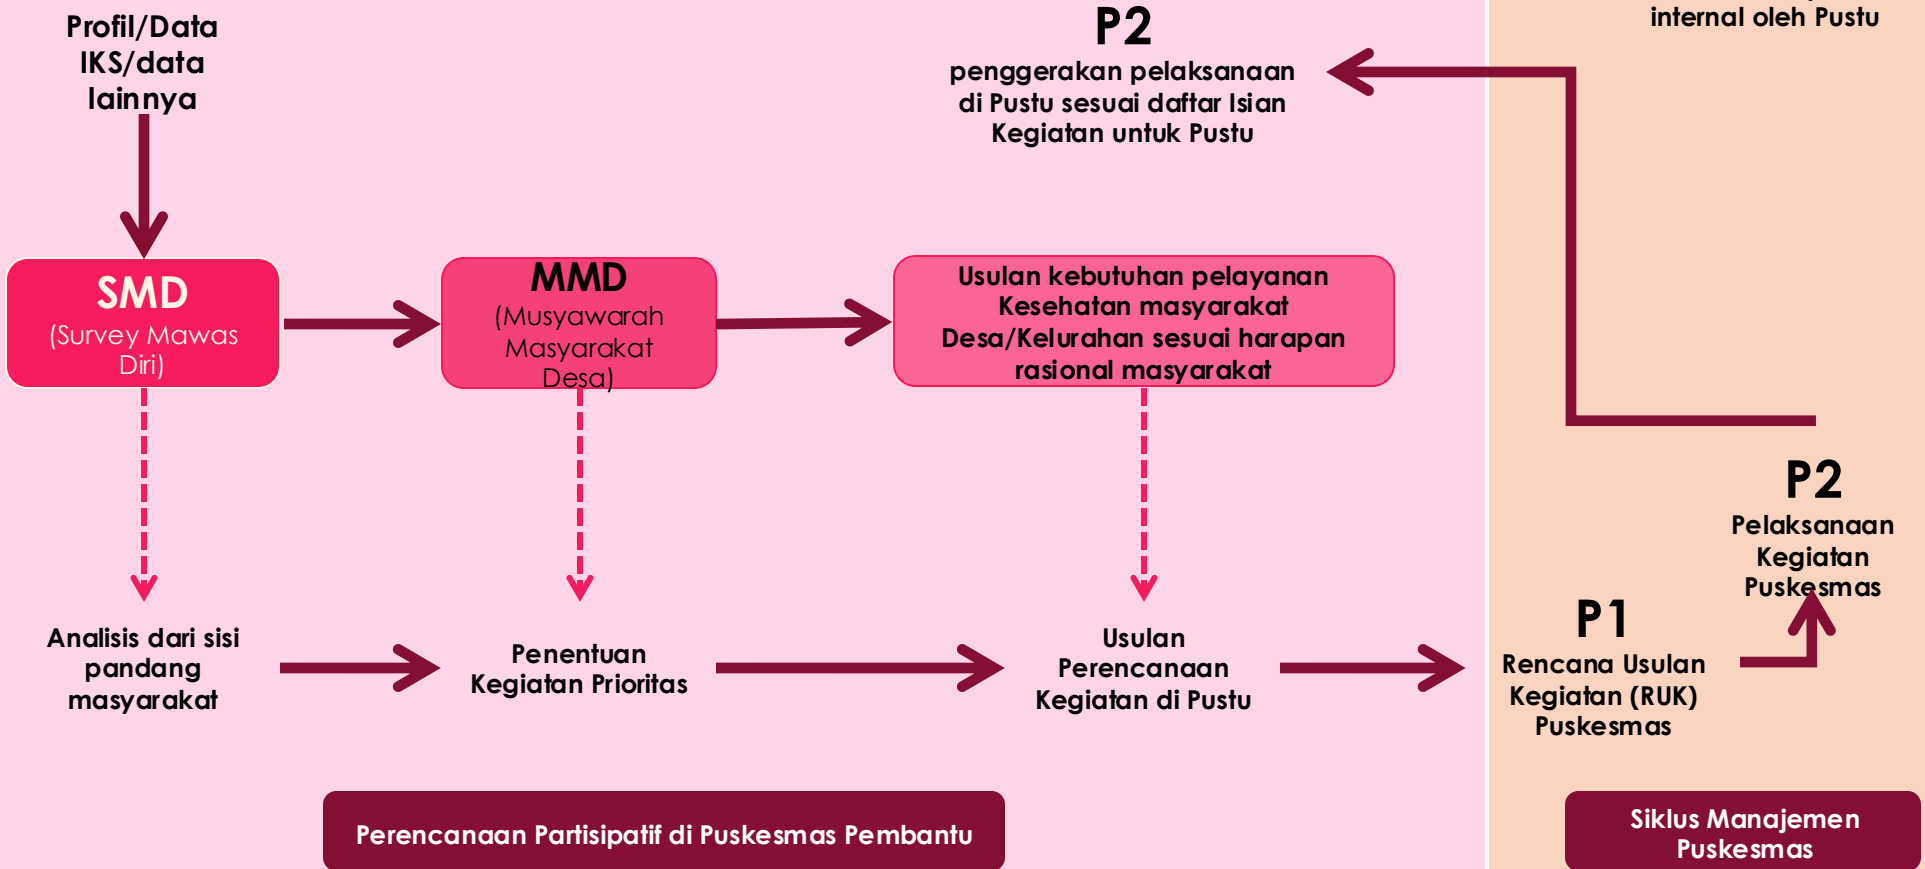 Profil/Data
IKS/data
lainnya
P2
penggerakan pelaksanaan
di Pustu sesuai daftar Isian
Kegiatan untuk Pustu
internal oleh Pustu
SMD
(Survey Mawas
Diri)
MMD
(Musyawarah
Masyarakat
Desa)
Usulan kebutuhan pelayanan
Kesehatan masyarakat
Desa/Kelurahan sesuai harapan
rasional masyarakat
Analisis dari sisi
pandang
masyarakat
Penentuan
Kegiatan Prioritas
Usulan
Perencanaan
Kegiatan di Pustu
P1
Rencana Usulan
Kegiatan (RUK)
Puskesmas
P2
Pelaksanaan
Kegiatan
Puskesmas
Perencanaan Partisipatif di Puskesmas Pembantu
Siklus Manajemen
Puskesmas